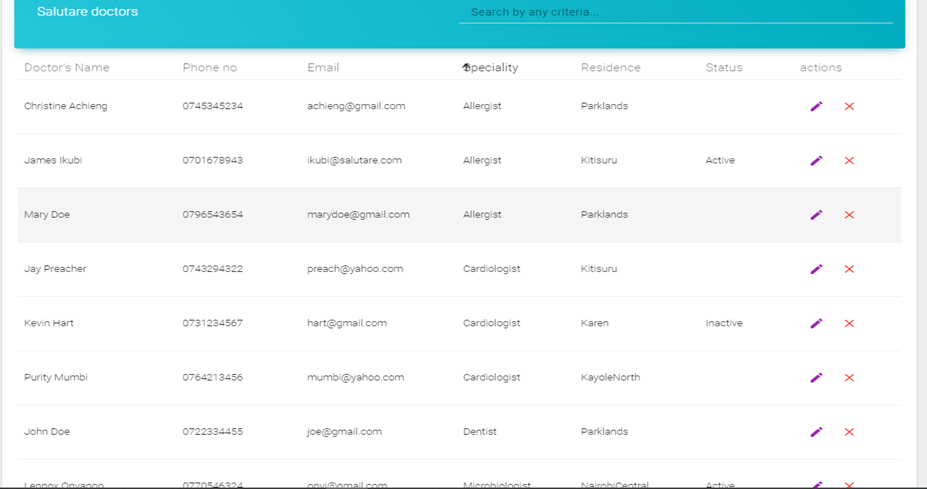 Salutare doctors Search by any criteria...
Doctor's Name Phone no Email Speciality Residence Status actions
Christine Achieng 0745345234 achieng@gmail.com Allergist Parklands
James Ikubi 0701678943 ikubi@salutare.com Allergist Kitisuru Active
Mary Doe 0796543654 marydoe@gmail.com Allergist Parklands
Jay Preacher 0743294322 preach@yahoo.com Cardiologist Kitisuru
Kevin Hart 0731234567 hart@gmail.com Cardiologist Karen Inactive
Purity Mumbi 0764213456 mumbi@yahoo.com Cardiologist KayoleNorth
John Doe 0722334455 joe@gmail.com Dentist Parklands
Lennox Onyango 0770546324 onyi@gmail.com Microbiologist NairobiCentral Active